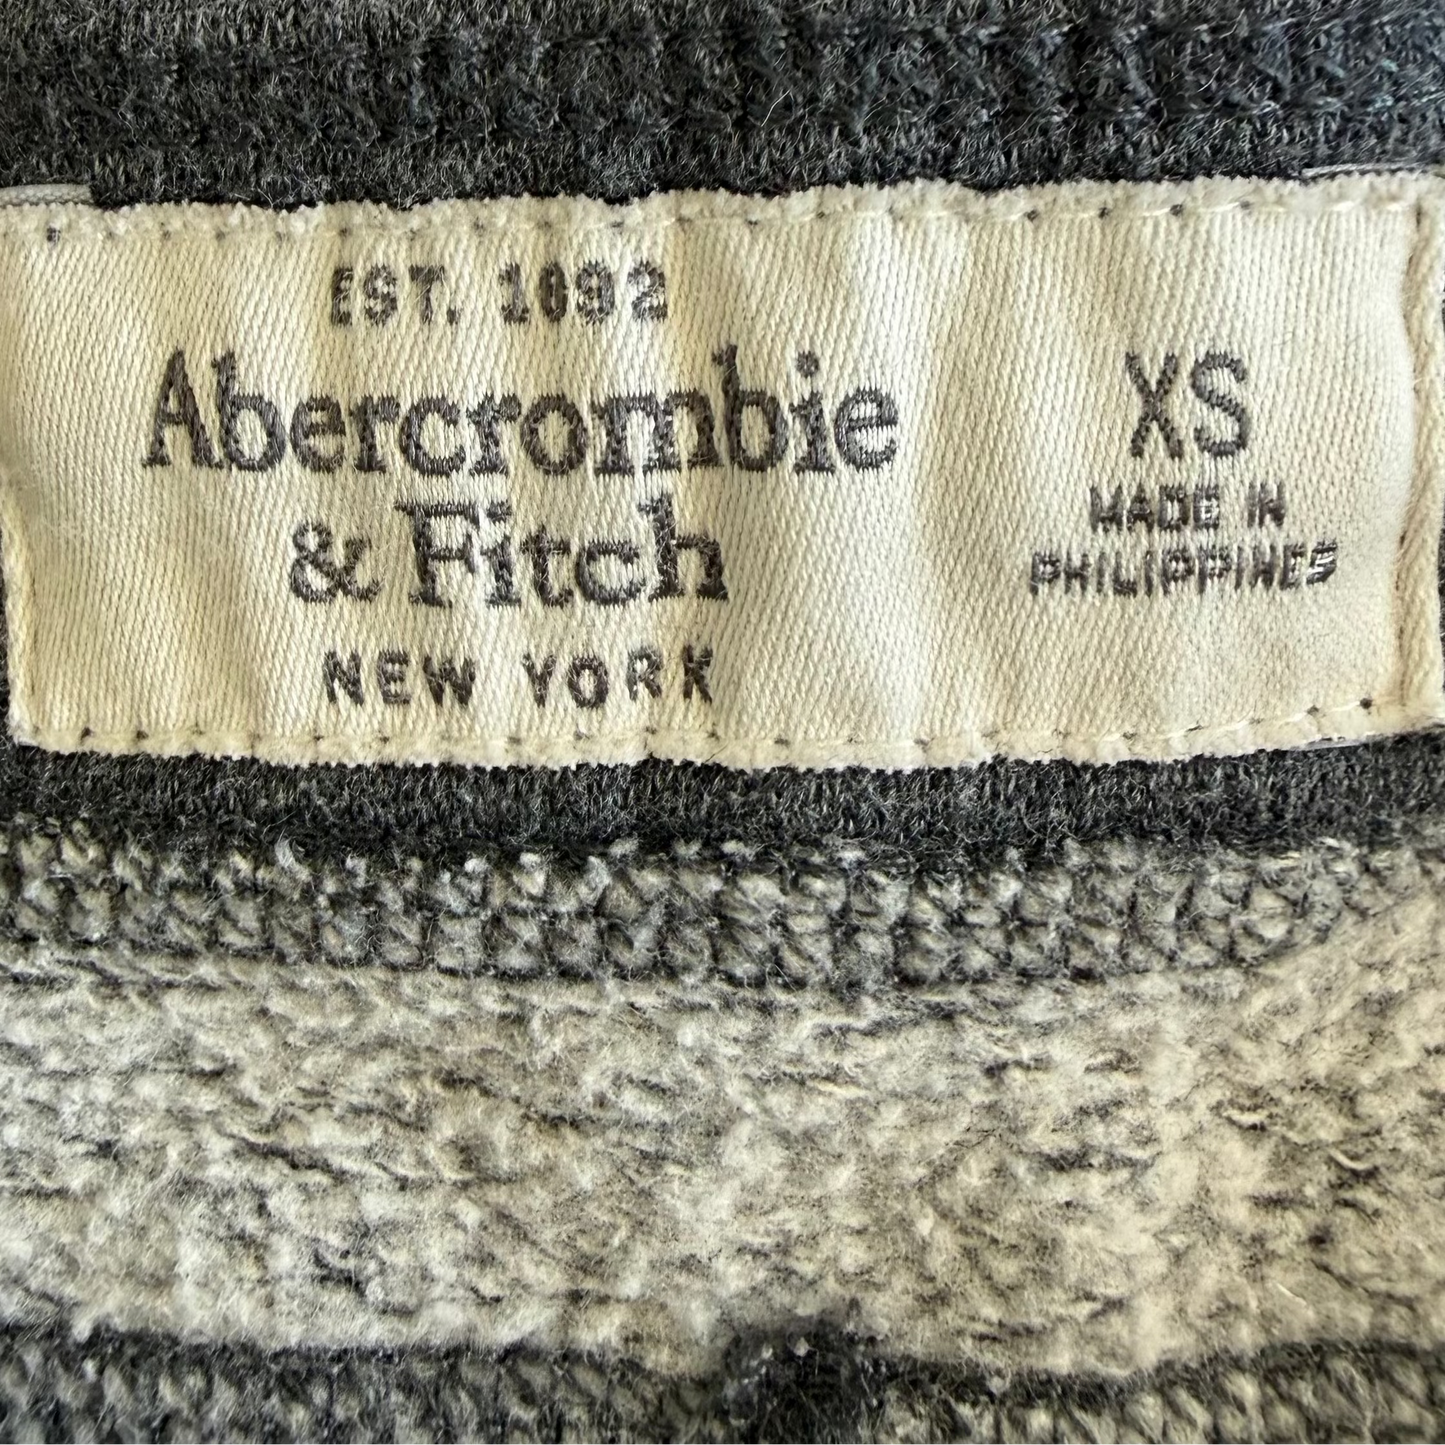 EST. 1892
Abercrombie
& Fitch
NEW YORK
XS
MADE IN
PHILIPPINES